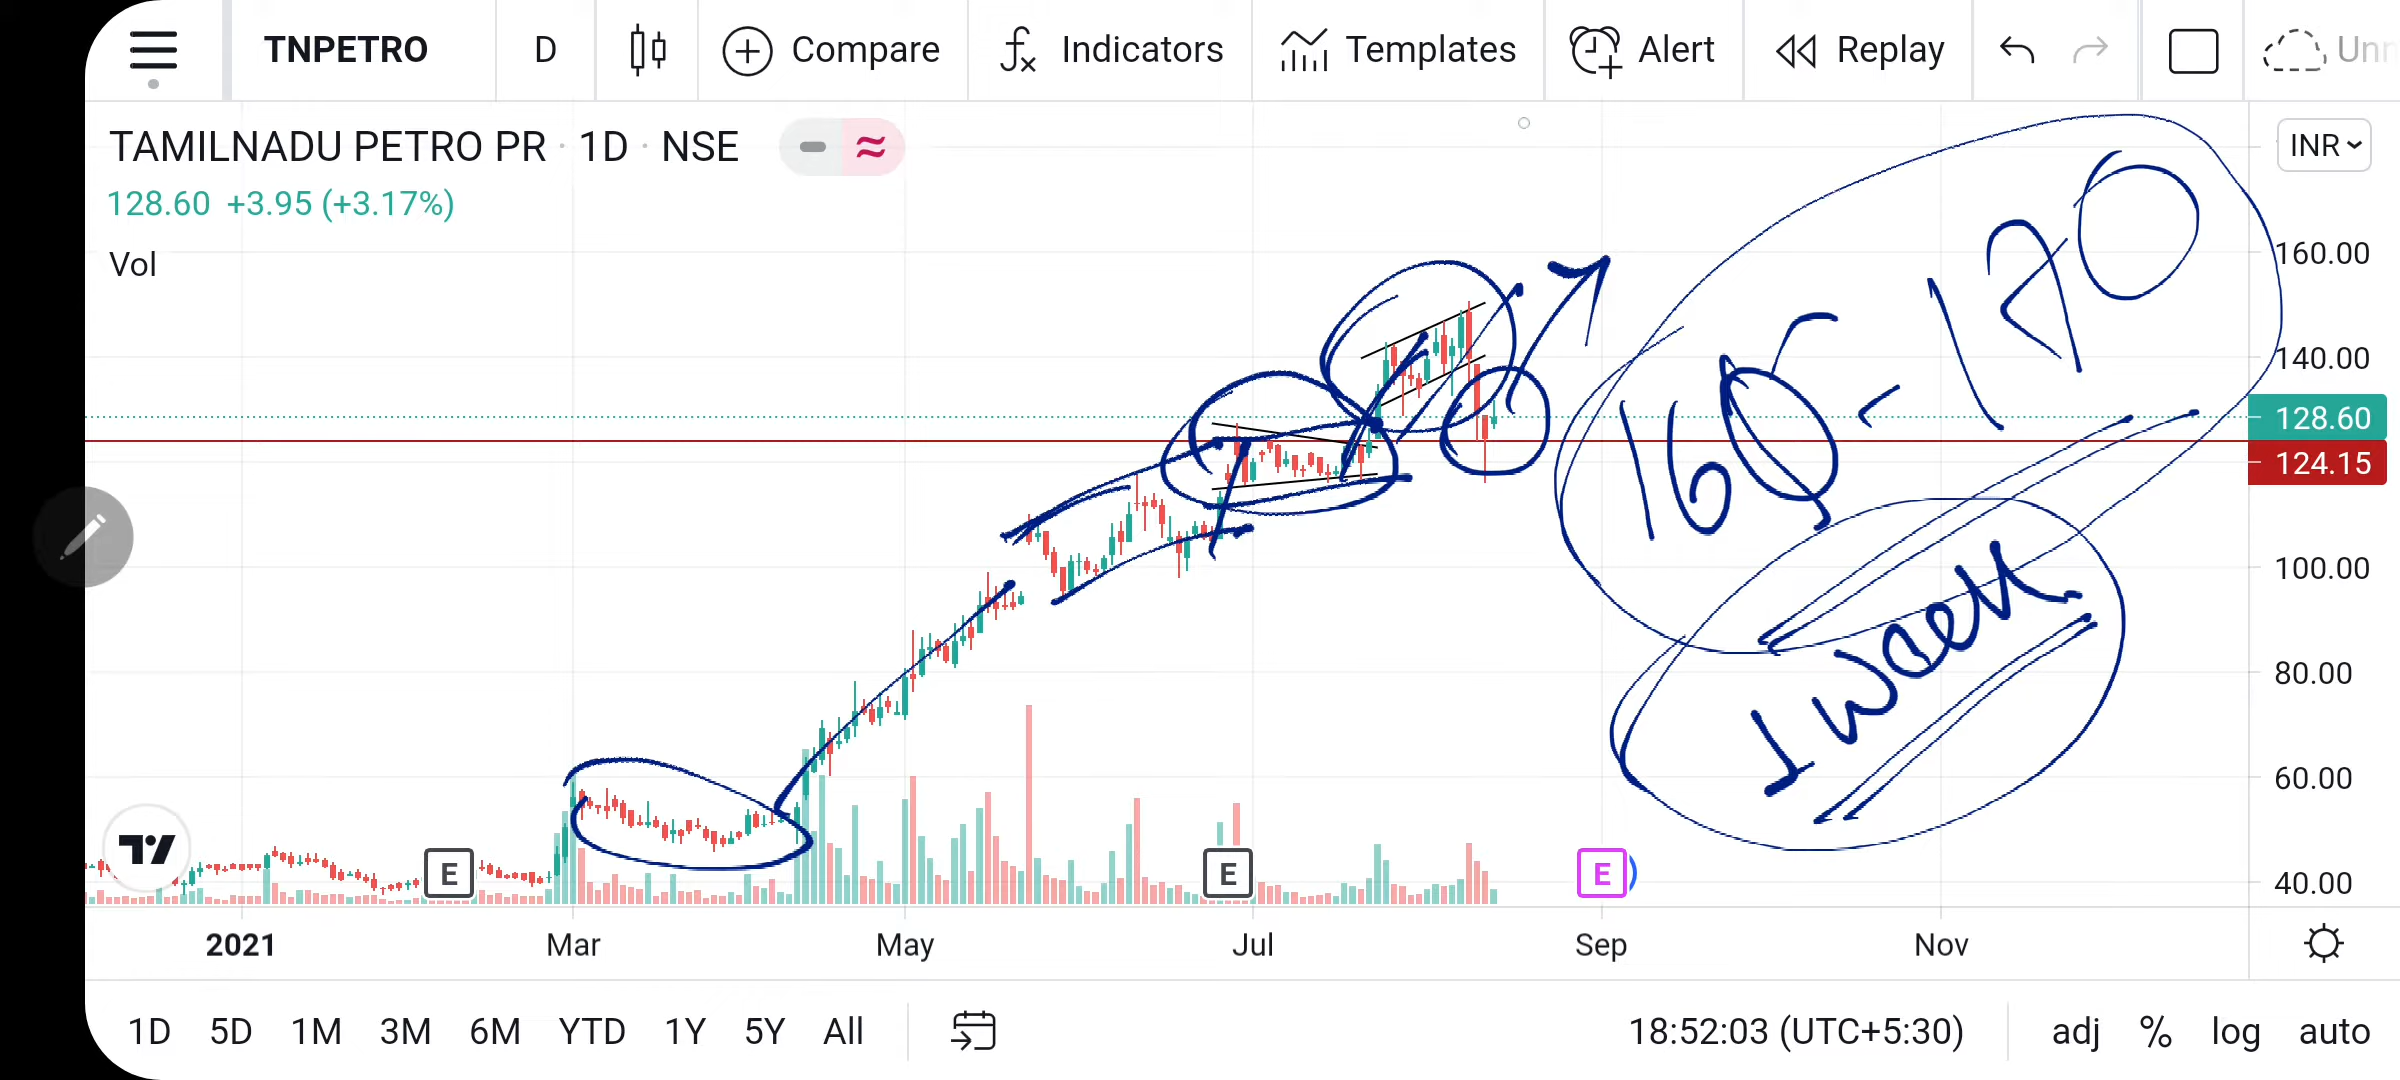 TNPETRO D Compare Indicators Templates Alert Replay Unn
TAMILNADU PETRO PR · 1D · NSE
INR
128.60 +3.95 (+3.17%)
Vol
160-170
1 week
160.00
140.00
128.60
124.15
100.00
80.00
60.00
40.00
E E E
2021 Mar May Jul Sep Nov
1D 5D 1M 3M 6M YTD 1Y 5Y All 18:52:03 (UTC+5:30) adj % log auto